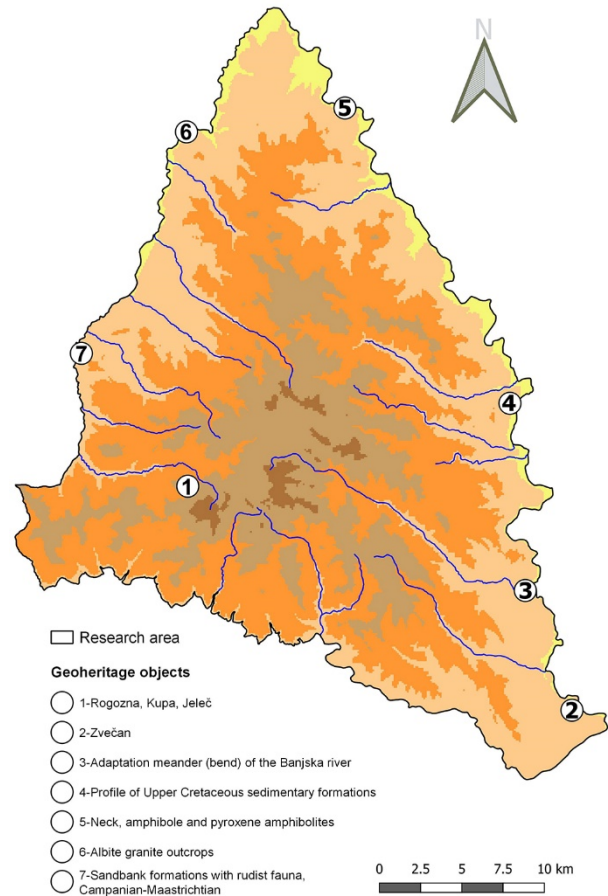 N
5
6
7
4
1
3
2
Research area
Geoheritage objects
1-Rogozna, Kupa, Jeleč
2-Zvečan
3-Adaptation meander (bend) of the Banjska river
4-Profile of Upper Cretaceous sedimentary formations
5-Neck, amphibole and pyroxene amphibolites
6-Albite granite outcrops
7-Sandbank formations with rudist fauna,
Campanian-Maastrichtian
0 2.5 5 7.5 10 km